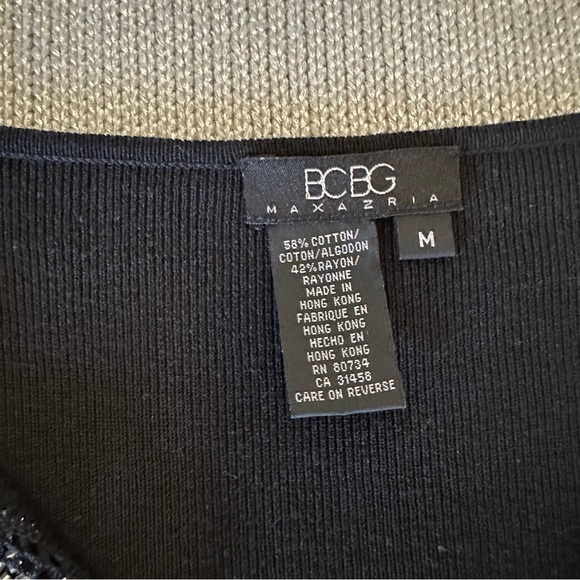 BCBG
MAXAZRIA
M
58% COTTON/
COTON/ALGODON
42% RAYON/
RAYONNE
MADE IN
HONG KONG
FABRIQUE EN
HONG KONG
HECHO EN
HONG KONG
RN 80734
CA 31458
CARE ON REVERSE